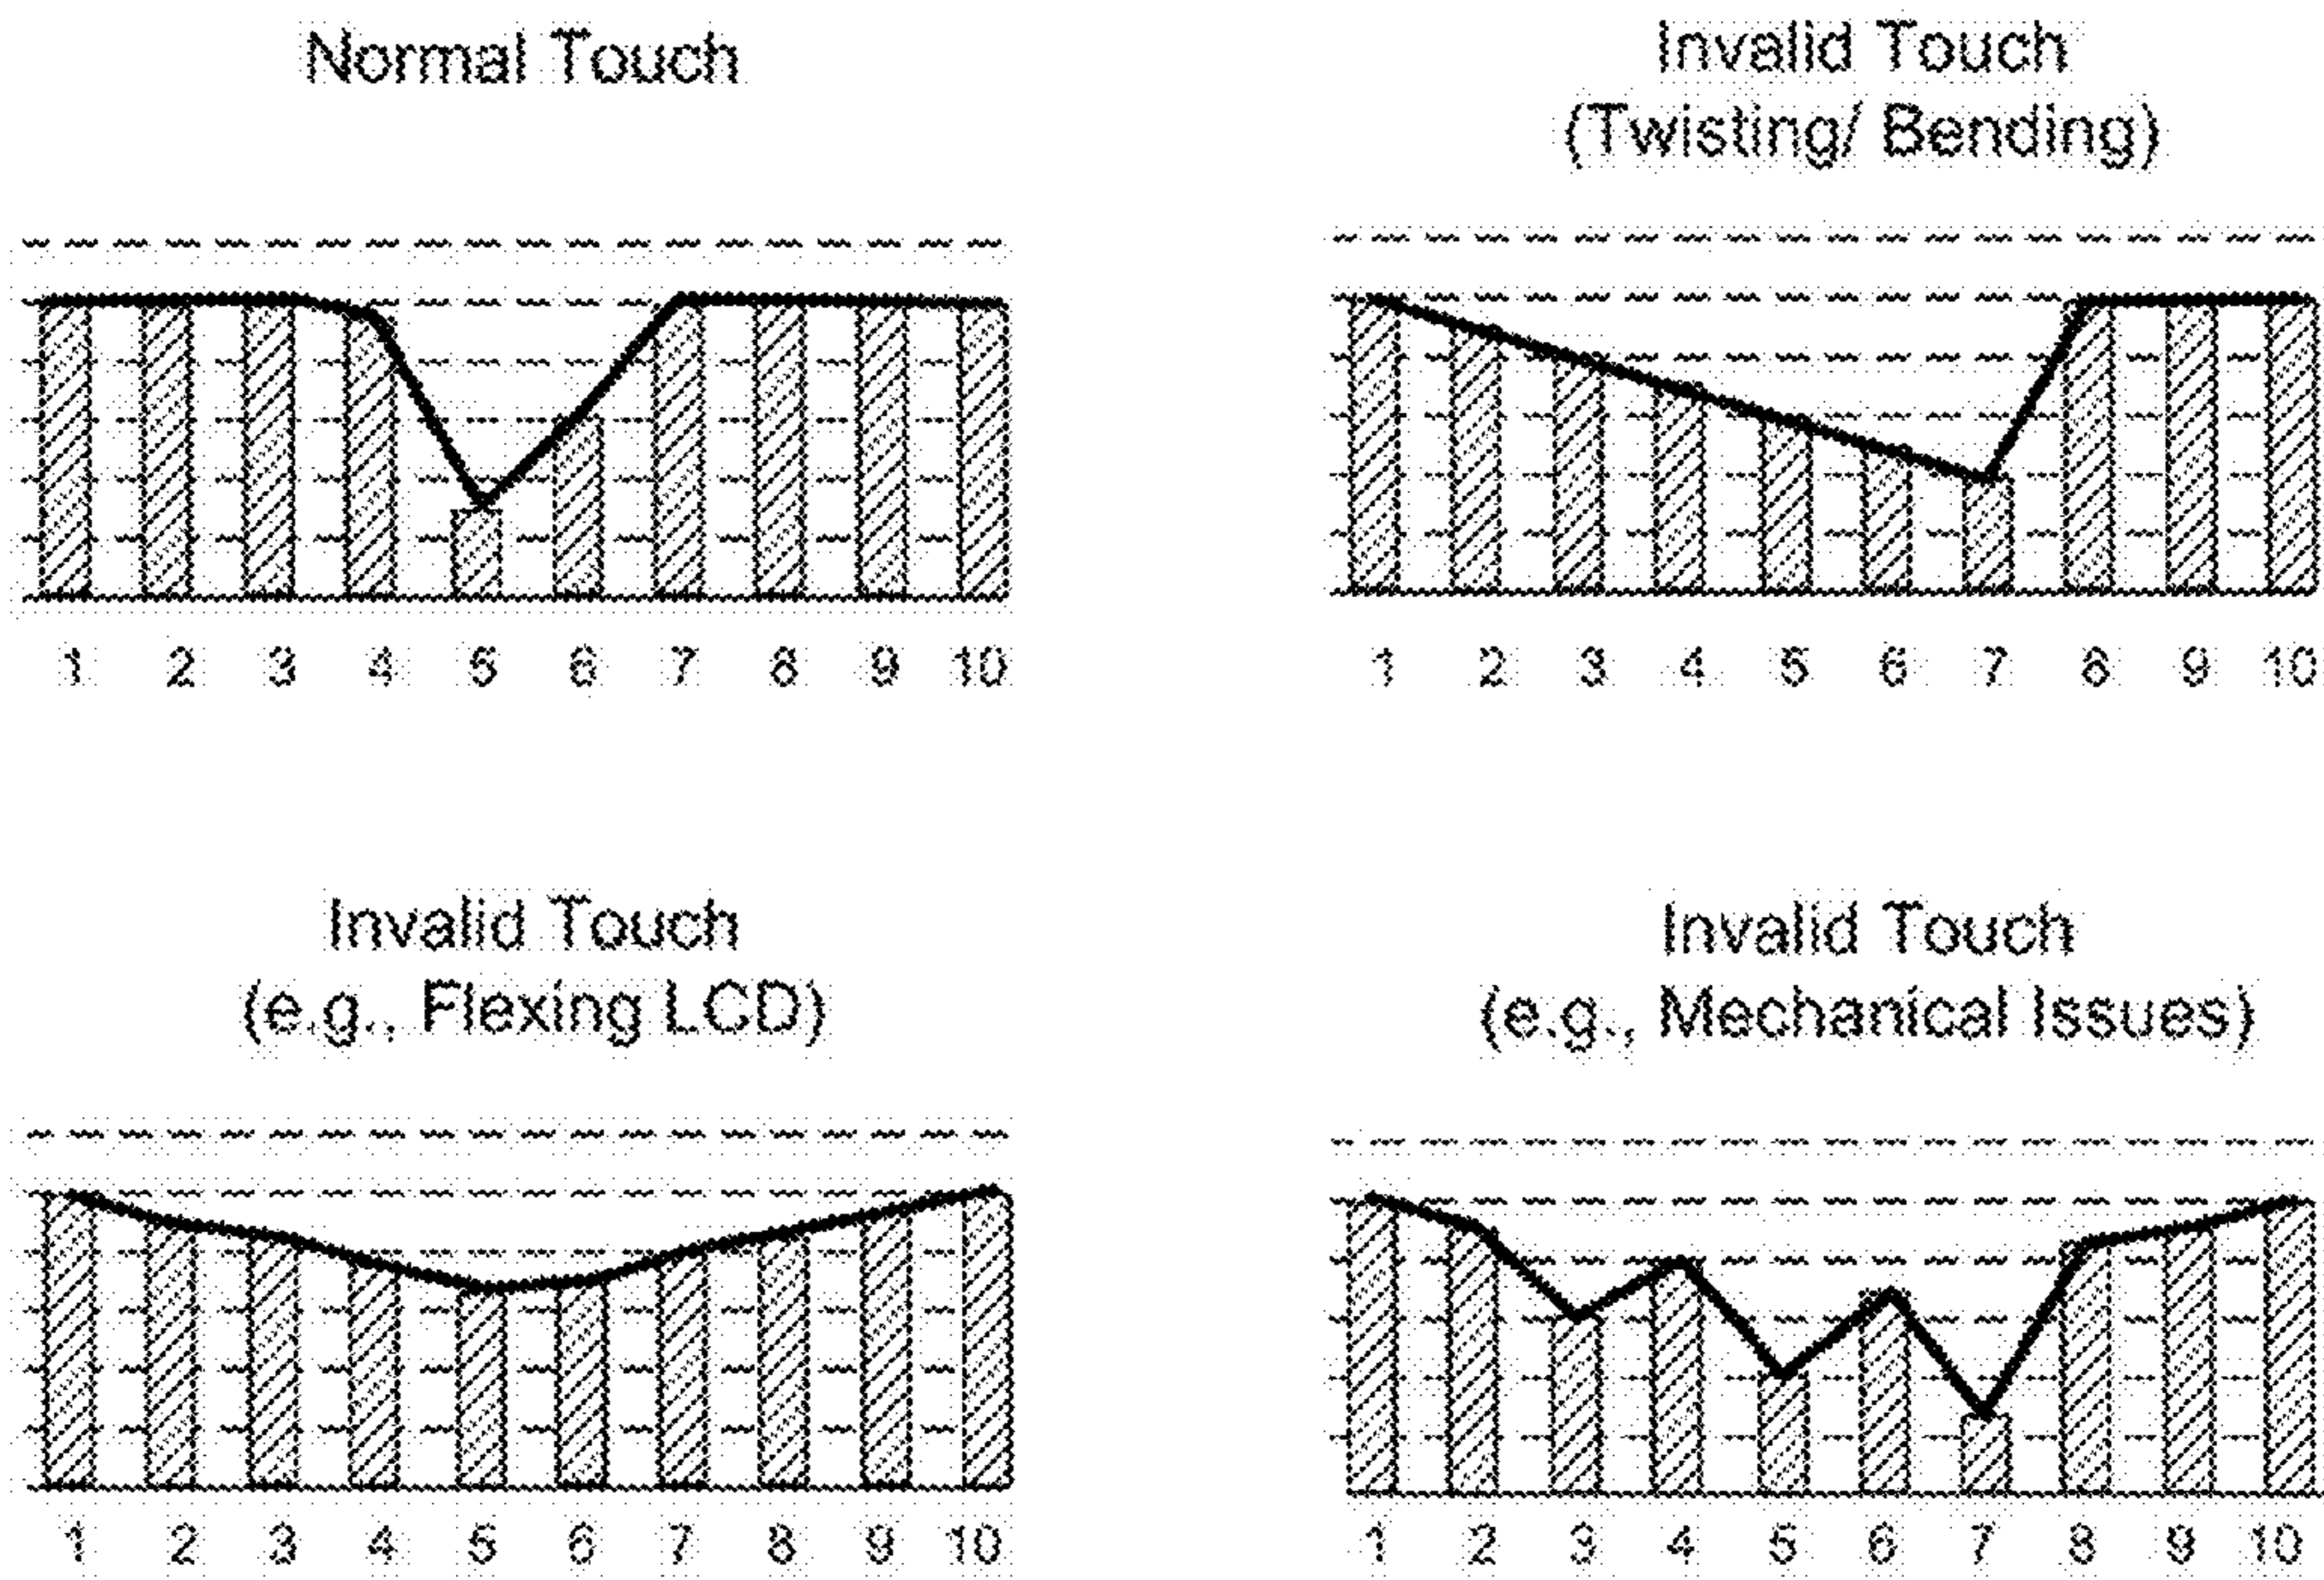 Normal Touch
Invalid Touch
(Twisting/ Bending)
1 2 3 4 5 6 7 8 9 10
1 2 3 4 5 6 7 8 9 10
Invalid Touch
(e.g., Flexing LCD)
Invalid Touch
(e.g., Mechanical Issues)
1 2 3 4 5 6 7 8 9 10
1 2 3 4 5 6 7 8 9 10